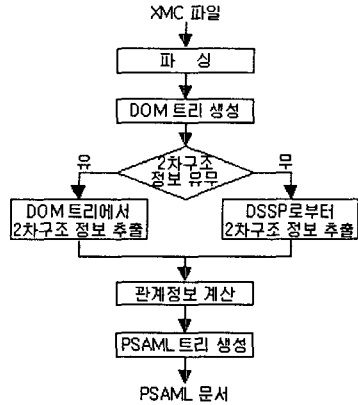 XMC 파일
파 싱
DOM 트리 생성
2차구조
정보 유무
유
무
DOM 트리에서
2차구조 정보 추출
DSSP로부터
2차구조 정보 추출
관계정보 계산
PSAML 트리 생성
PSAML 문서